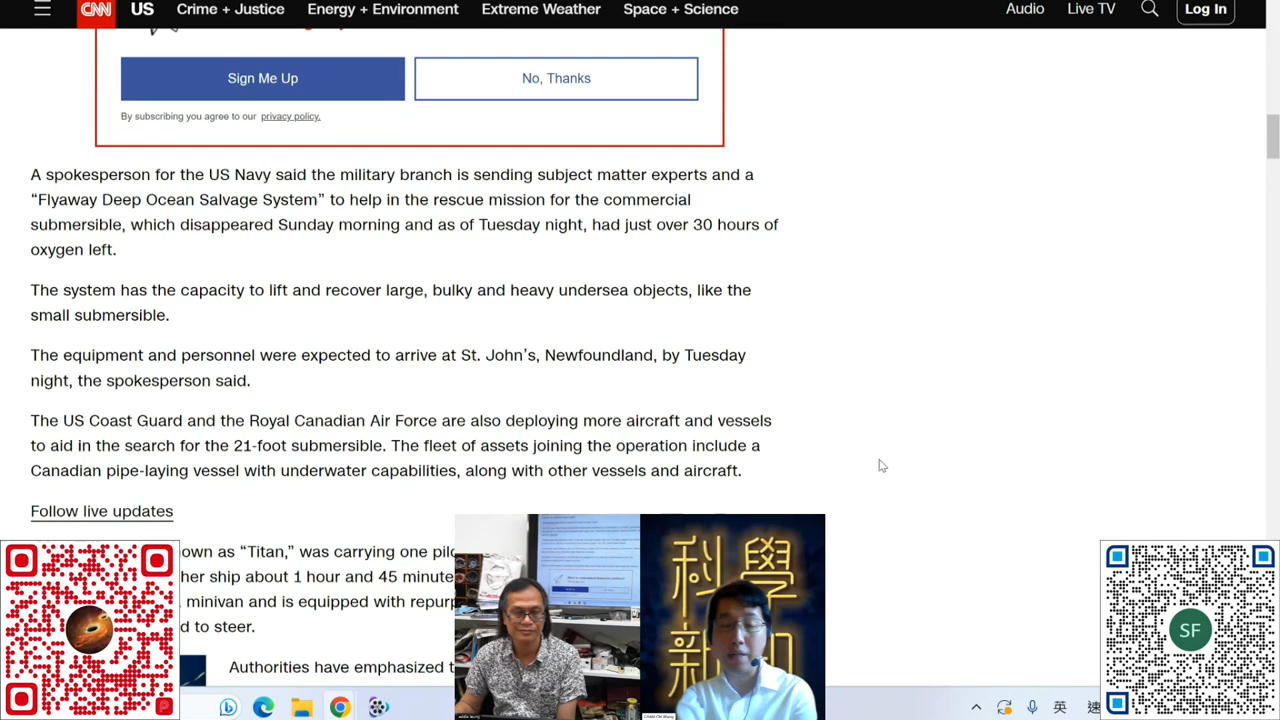 CNN US Crime + Justice Energy + Environment Extreme Weather Space + Science Audio Live TV Log In
Sign Me Up No, Thanks
By subscribing you agree to our privacy policy.
A spokesperson for the US Navy said the military branch is sending subject matter experts and a
“Flyaway Deep Ocean Salvage System” to help in the rescue mission for the commercial
submersible, which disappeared Sunday morning and as of Tuesday night, had just over 30 hours of
oxygen left.
The system has the capacity to lift and recover large, bulky and heavy undersea objects, like the
small submersible.
The equipment and personnel were expected to arrive at St. John’s, Newfoundland, by Tuesday
night, the spokesperson said.
The US Coast Guard and the Royal Canadian Air Force are also deploying more aircraft and vessels
to aid in the search for the 21-foot submersible. The fleet of assets joining the operation include a
Canadian pipe-laying vessel with underwater capabilities, along with other vessels and aircraft.
Follow live updates
own as “Titan,” was carrying one pil
her ship about 1 hour and 45 minute
minivan and is equipped with repurp
d to steer.
Authorities have emphasized t
科學
新知
SF
英 速